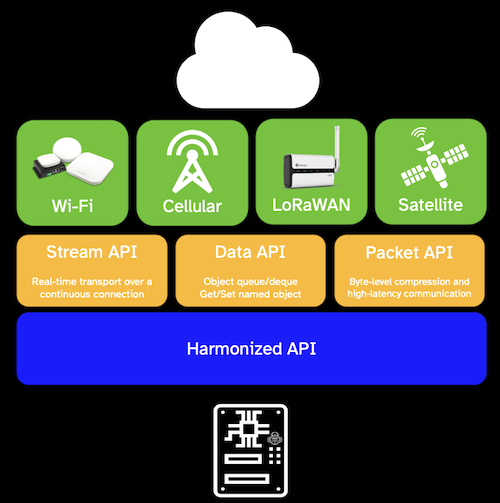 Wi-Fi
Cellular
LoRaWAN
Satellite
Stream API
Real-time transport over a
continuous connection
Data API
Object queue/deque
Get/Set named object
Packet API
Byte-level compression and
high-latency communication
Harmonized API